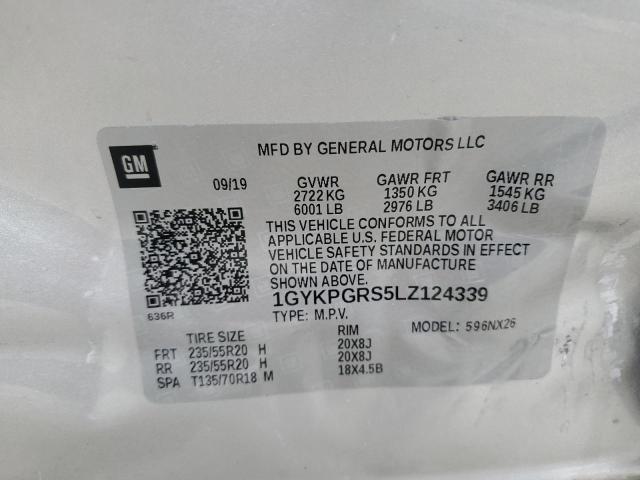 GM
MFD BY GENERAL MOTORS LLC
09/19 GVWR GAWR FRT GAWR RR
2722 KG 1350 KG 1545 KG
6001 LB 2976 LB 3406 LB
THIS VEHICLE CONFORMS TO ALL
APPLICABLE U.S. FEDERAL MOTOR
VEHICLE SAFETY STANDARDS IN EFFECT
ON THE DATE OF MANUFACTURE
SHOWN ABOVE.
1GYKPGRS5LZ124339
636R
TYPE: M.P.V. MODEL: 596NX26
TIRE SIZE RIM
FRT 235/55R20 H 20X8J
RR 235/55R20 H 20X8J
SPA T135/70R18 M 18X4.5B